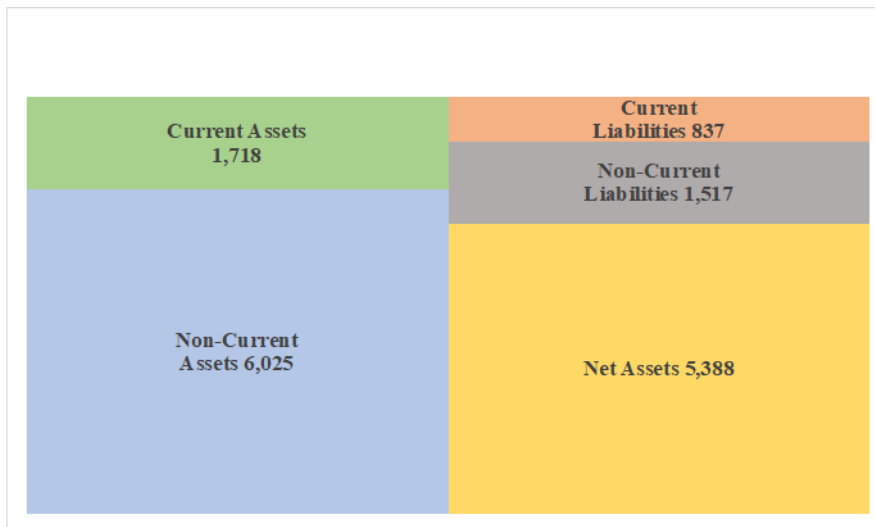 Current Assets
1,718
Current
Liabilities 837
Non-Current
Liabilities 1,517
Non-Current
Assets 6,025
Net Assets 5,388